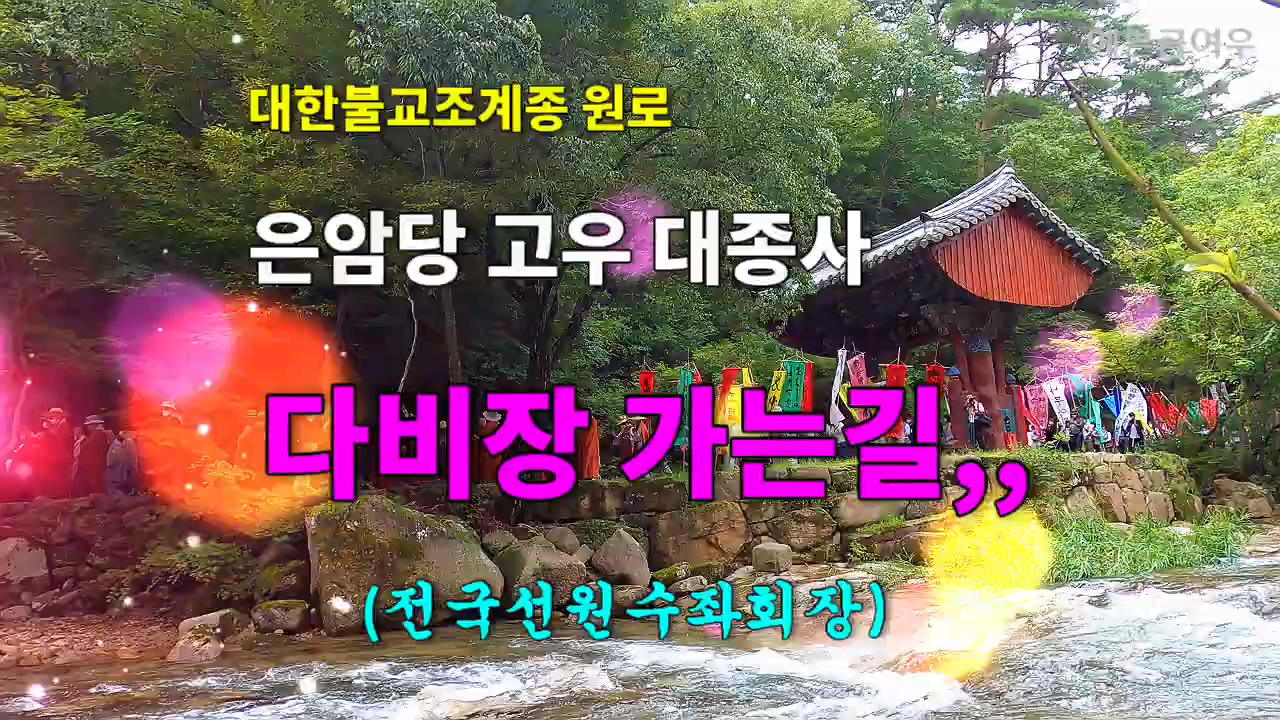 대한불교조계종 원로
은암당 고우 대종사
다비장 가는길,,
(전국선원수좌회장)